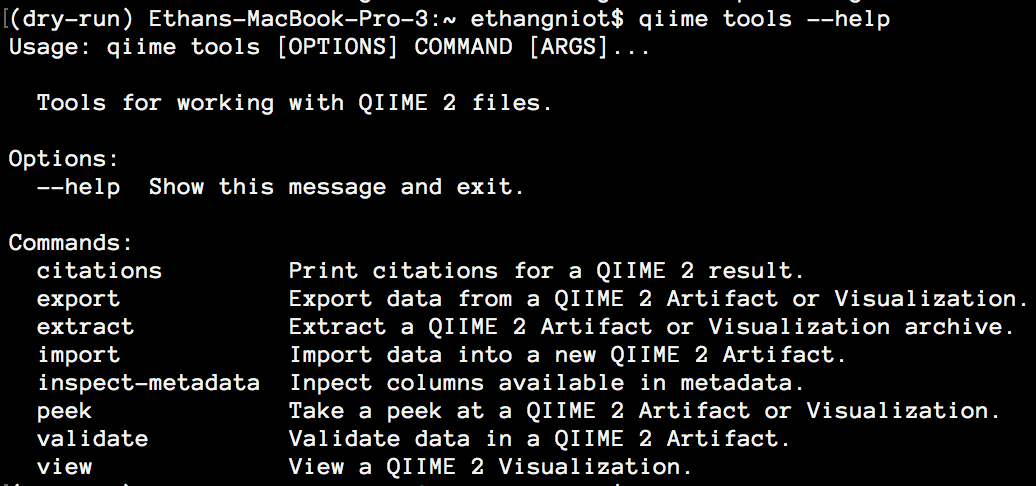 [(dry-run) Ethans-MacBook-Pro-3:~ ethangniot$ qiime tools --help
Usage: qiime tools [OPTIONS] COMMAND [ARGS]...
Tools for working with QIIME 2 files.
Options:
--help  Show this message and exit.
Commands:
citations         Print citations for a QIIME 2 result.
export            Export data from a QIIME 2 Artifact or Visualization.
extract           Extract a QIIME 2 Artifact or Visualization archive.
import            Import data into a new QIIME 2 Artifact.
inspect-metadata  Inpect columns available in metadata.
peek              Take a peek at a QIIME 2 Artifact or Visualization.
validate          Validate data in a QIIME 2 Artifact.
view              View a QIIME 2 Visualization.